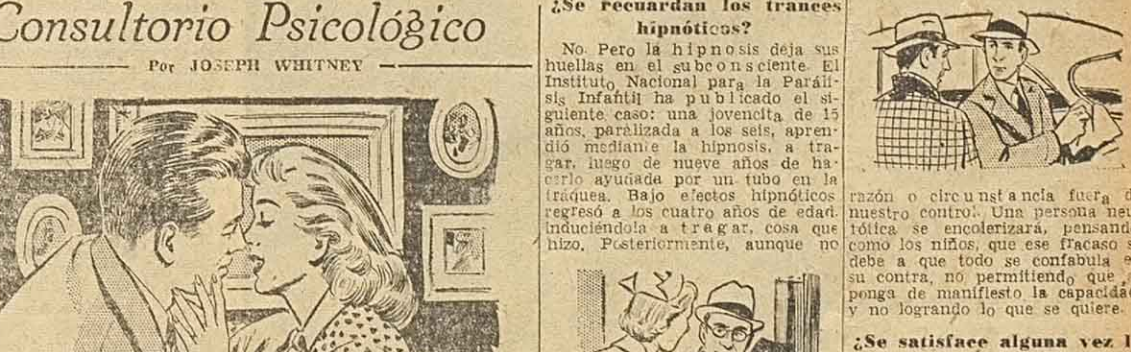 Consultorio Psicológico
Por JOSEPH WHITNEY
¿Se recuerdan los trances
hipnóticos?
No. Pero la hipnosis deja sus
huellas en el subconsciente. El
Instituto Nacional para la Paráli-
sis Infantil ha publicado el si-
guiente caso: una jovencita de 15
años, paralizada a los seis, apren-
dió mediante la hipnosis, a tra-
gar, luego de nueve años de ha-
cerlo ayudada por un tubo en la
tráquea. Bajo efectos hipnóticos
regresó a los cuatro años de edad.
induciéndola a tragar, cosa que
hizo. Posteriormente, aunque no
razón o circunstancia fuera d
nuestro control. Una persona neu
rótica se encolerizará, pensand
como los niños, que ese fracaso s
debe a que todo se confabula e
su contra, no permitiendo que
ponga de manifiesto la capacidad
y no logrando lo que se quiere.
¿Se satisface alguna vez l